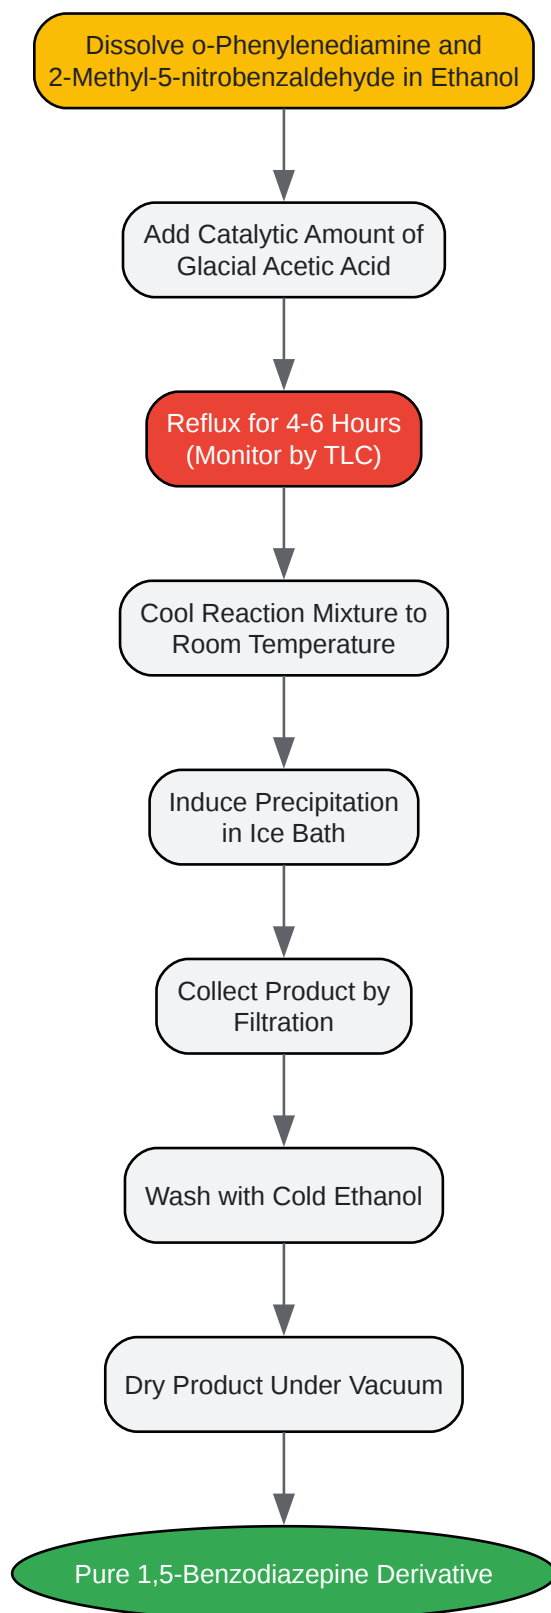 Dissolve o-Phenylenediamine and
2-Methyl-5-nitrobenzaldehyde in Ethanol
Add Catalytic Amount of
Glacial Acetic Acid
Reflux for 4-6 Hours
(Monitor by TLC)
Cool Reaction Mixture to
Room Temperature
Induce Precipitation
in Ice Bath
Collect Product by
Filtration
Wash with Cold Ethanol
Dry Product Under Vacuum
Pure 1,5-Benzodiazepine Derivative